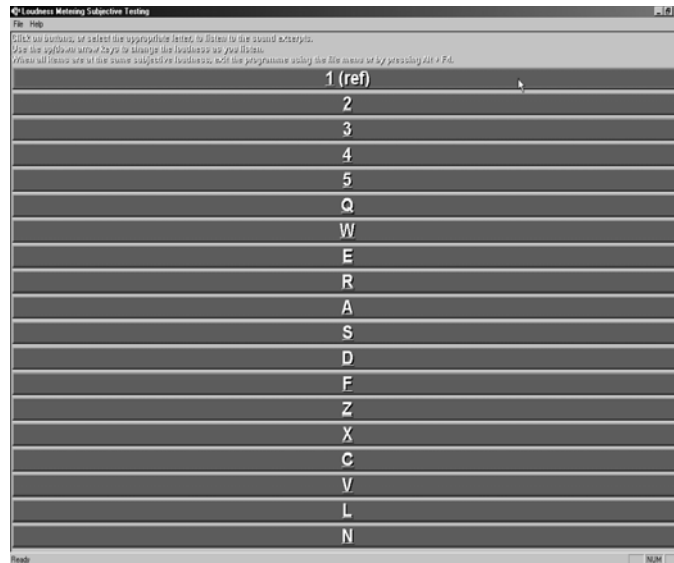 Loudness Metering Subjective Testing
File Help
Click on buttons, or select the appropriate letter, to listen to the sound excerpts.
Use the up/down arrow keys to change the loudness as you listen.
When all items are at the same subjective loudness, exit the programme using the file menu or by pressing Alt + F4.
1 (ref)
2
3
4
5
Q
W
E
R
A
S
D
F
Z
X
C
V
L
N
Ready NUM